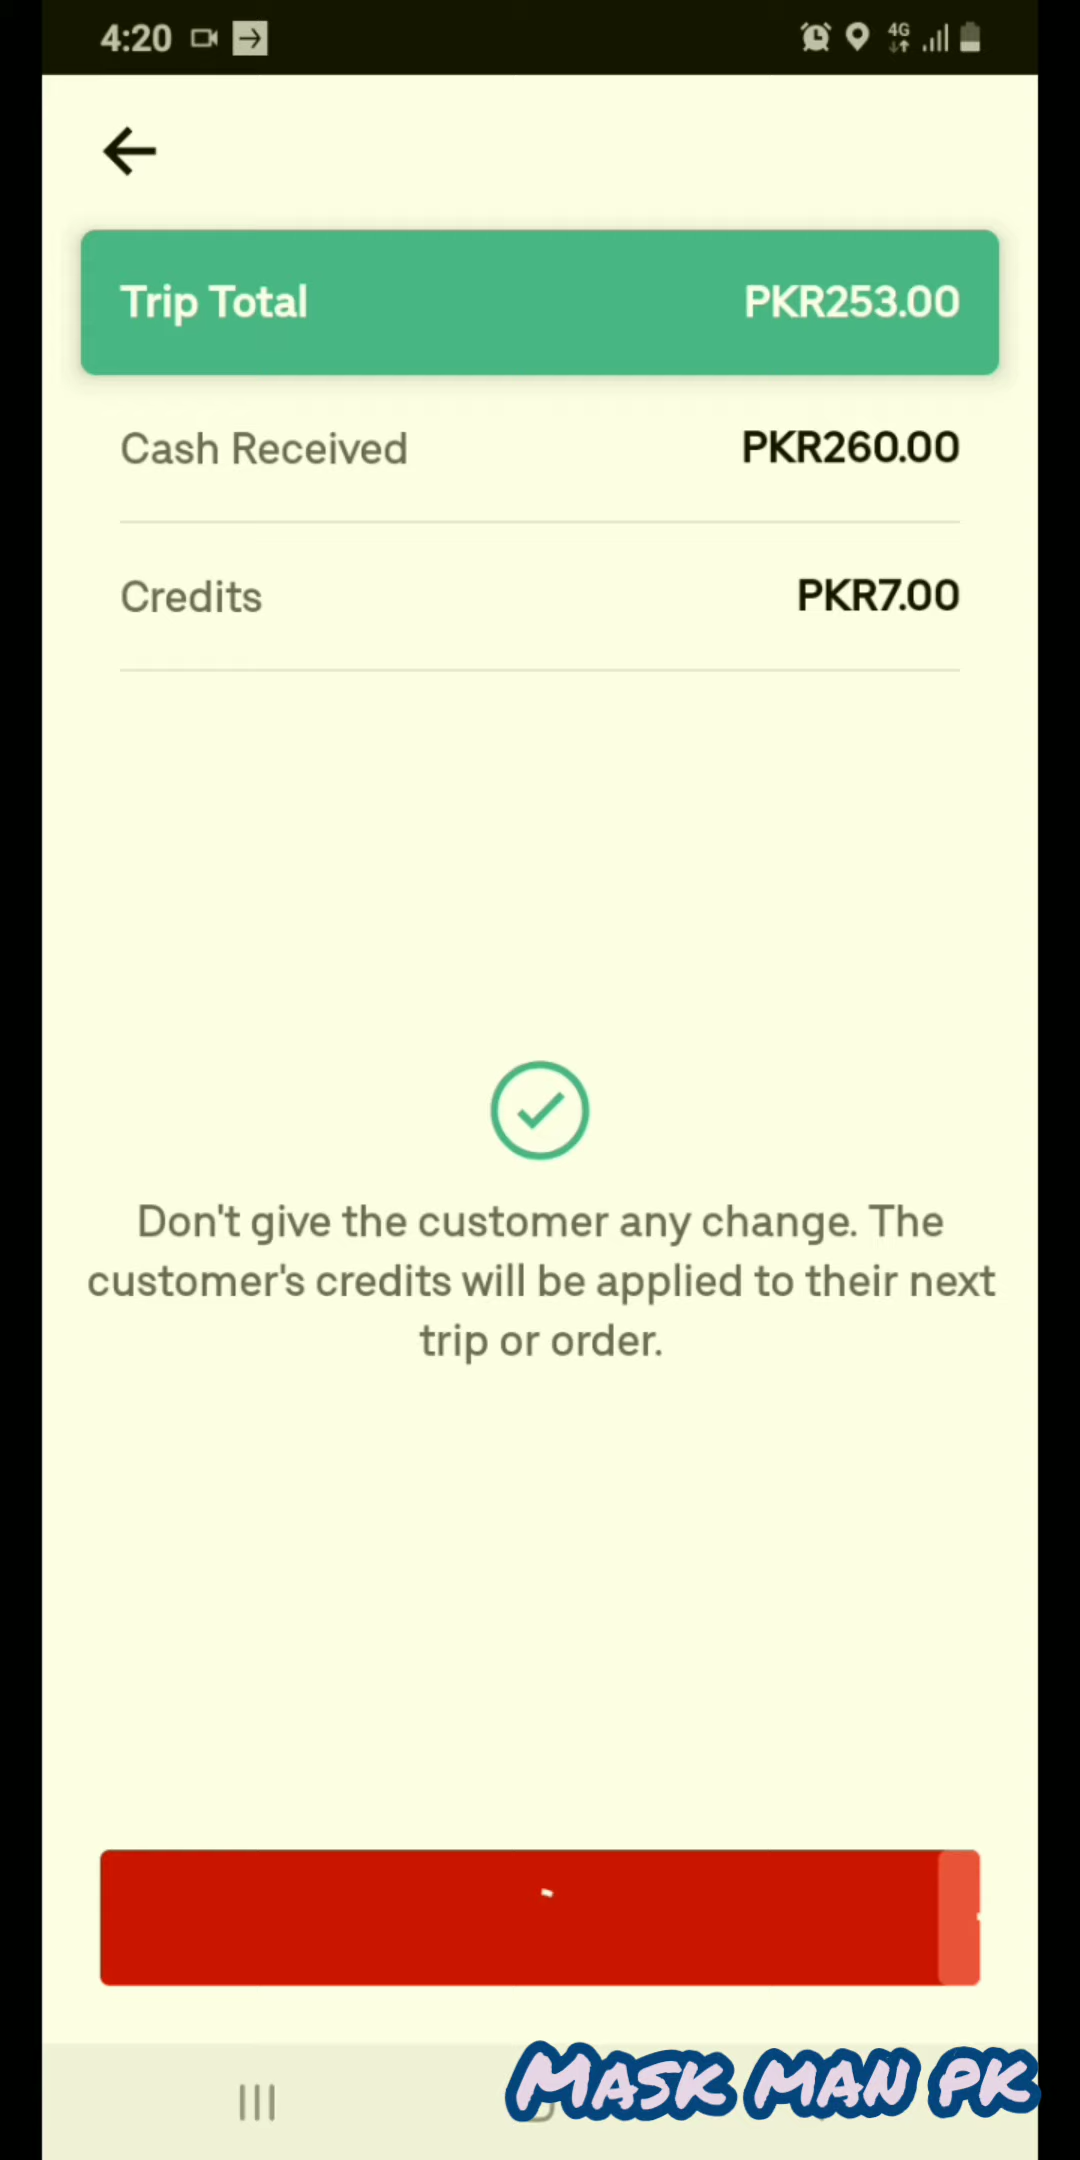 4:20
4G
Trip Total PKR253.00
Cash Received PKR260.00
Credits PKR7.00
Don't give the customer any change. The
customer's credits will be applied to their next
trip or order.
MASK MAN PK